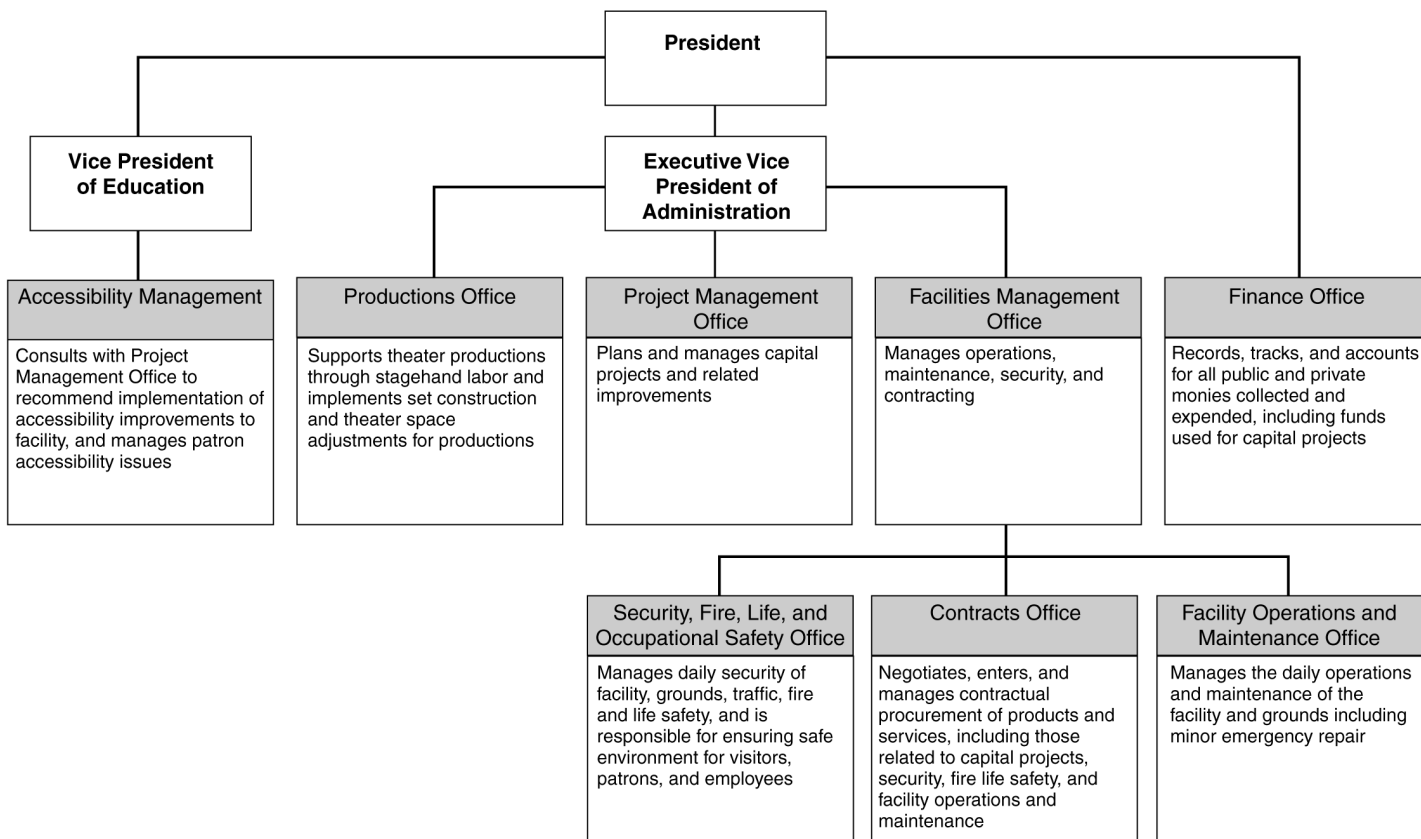 President
Vice President
of Education
Executive Vice
President of
Administration
Accessibility Management
Consults with Project
Management Office to
recommend implementation of
accessibility improvements to
facility, and manages patron
accessibility issues
Productions Office
Supports theater productions
through stagehand labor and
implements set construction
and theater space
adjustments for productions
Project Management
Office
Plans and manages capital
projects and related
improvements
Facilities Management
Office
Manages operations,
maintenance, security, and
contracting
Finance Office
Records, tracks, and accounts
for all public and private
monies collected and
expended, including funds
used for capital projects
Security, Fire, Life, and
Occupational Safety Office
Manages daily security of
facility, grounds, traffic, fire
and life safety, and is
responsible for ensuring safe
environment for visitors,
patrons, and employees
Contracts Office
Negotiates, enters, and
manages contractual
procurement of products and
services, including those
related to capital projects,
security, fire life safety, and
facility operations and
maintenance
Facility Operations and
Maintenance Office
Manages the daily operations
and maintenance of the
facility and grounds including
minor emergency repair